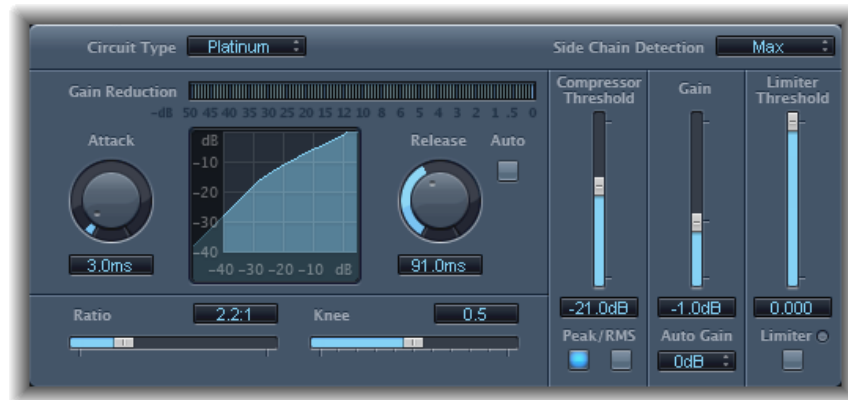 Circuit Type Platinum Side Chain Detection Max
Gain Reduction
-dB 50 45 40 35 30 25 20 15 12 10 8 6 5 4 3 2 1 .5 0
Attack
3.0ms
dB
-10
-20
-30
-40
-40 -30 -20 -10 dB
Release Auto
91.0ms
Ratio 2.2:1
Knee 0.5
Compressor
Threshold
-21.0dB
Peak/RMS
Gain
-1.0dB
Auto Gain
0dB
Limiter
Threshold
0.000
Limiter